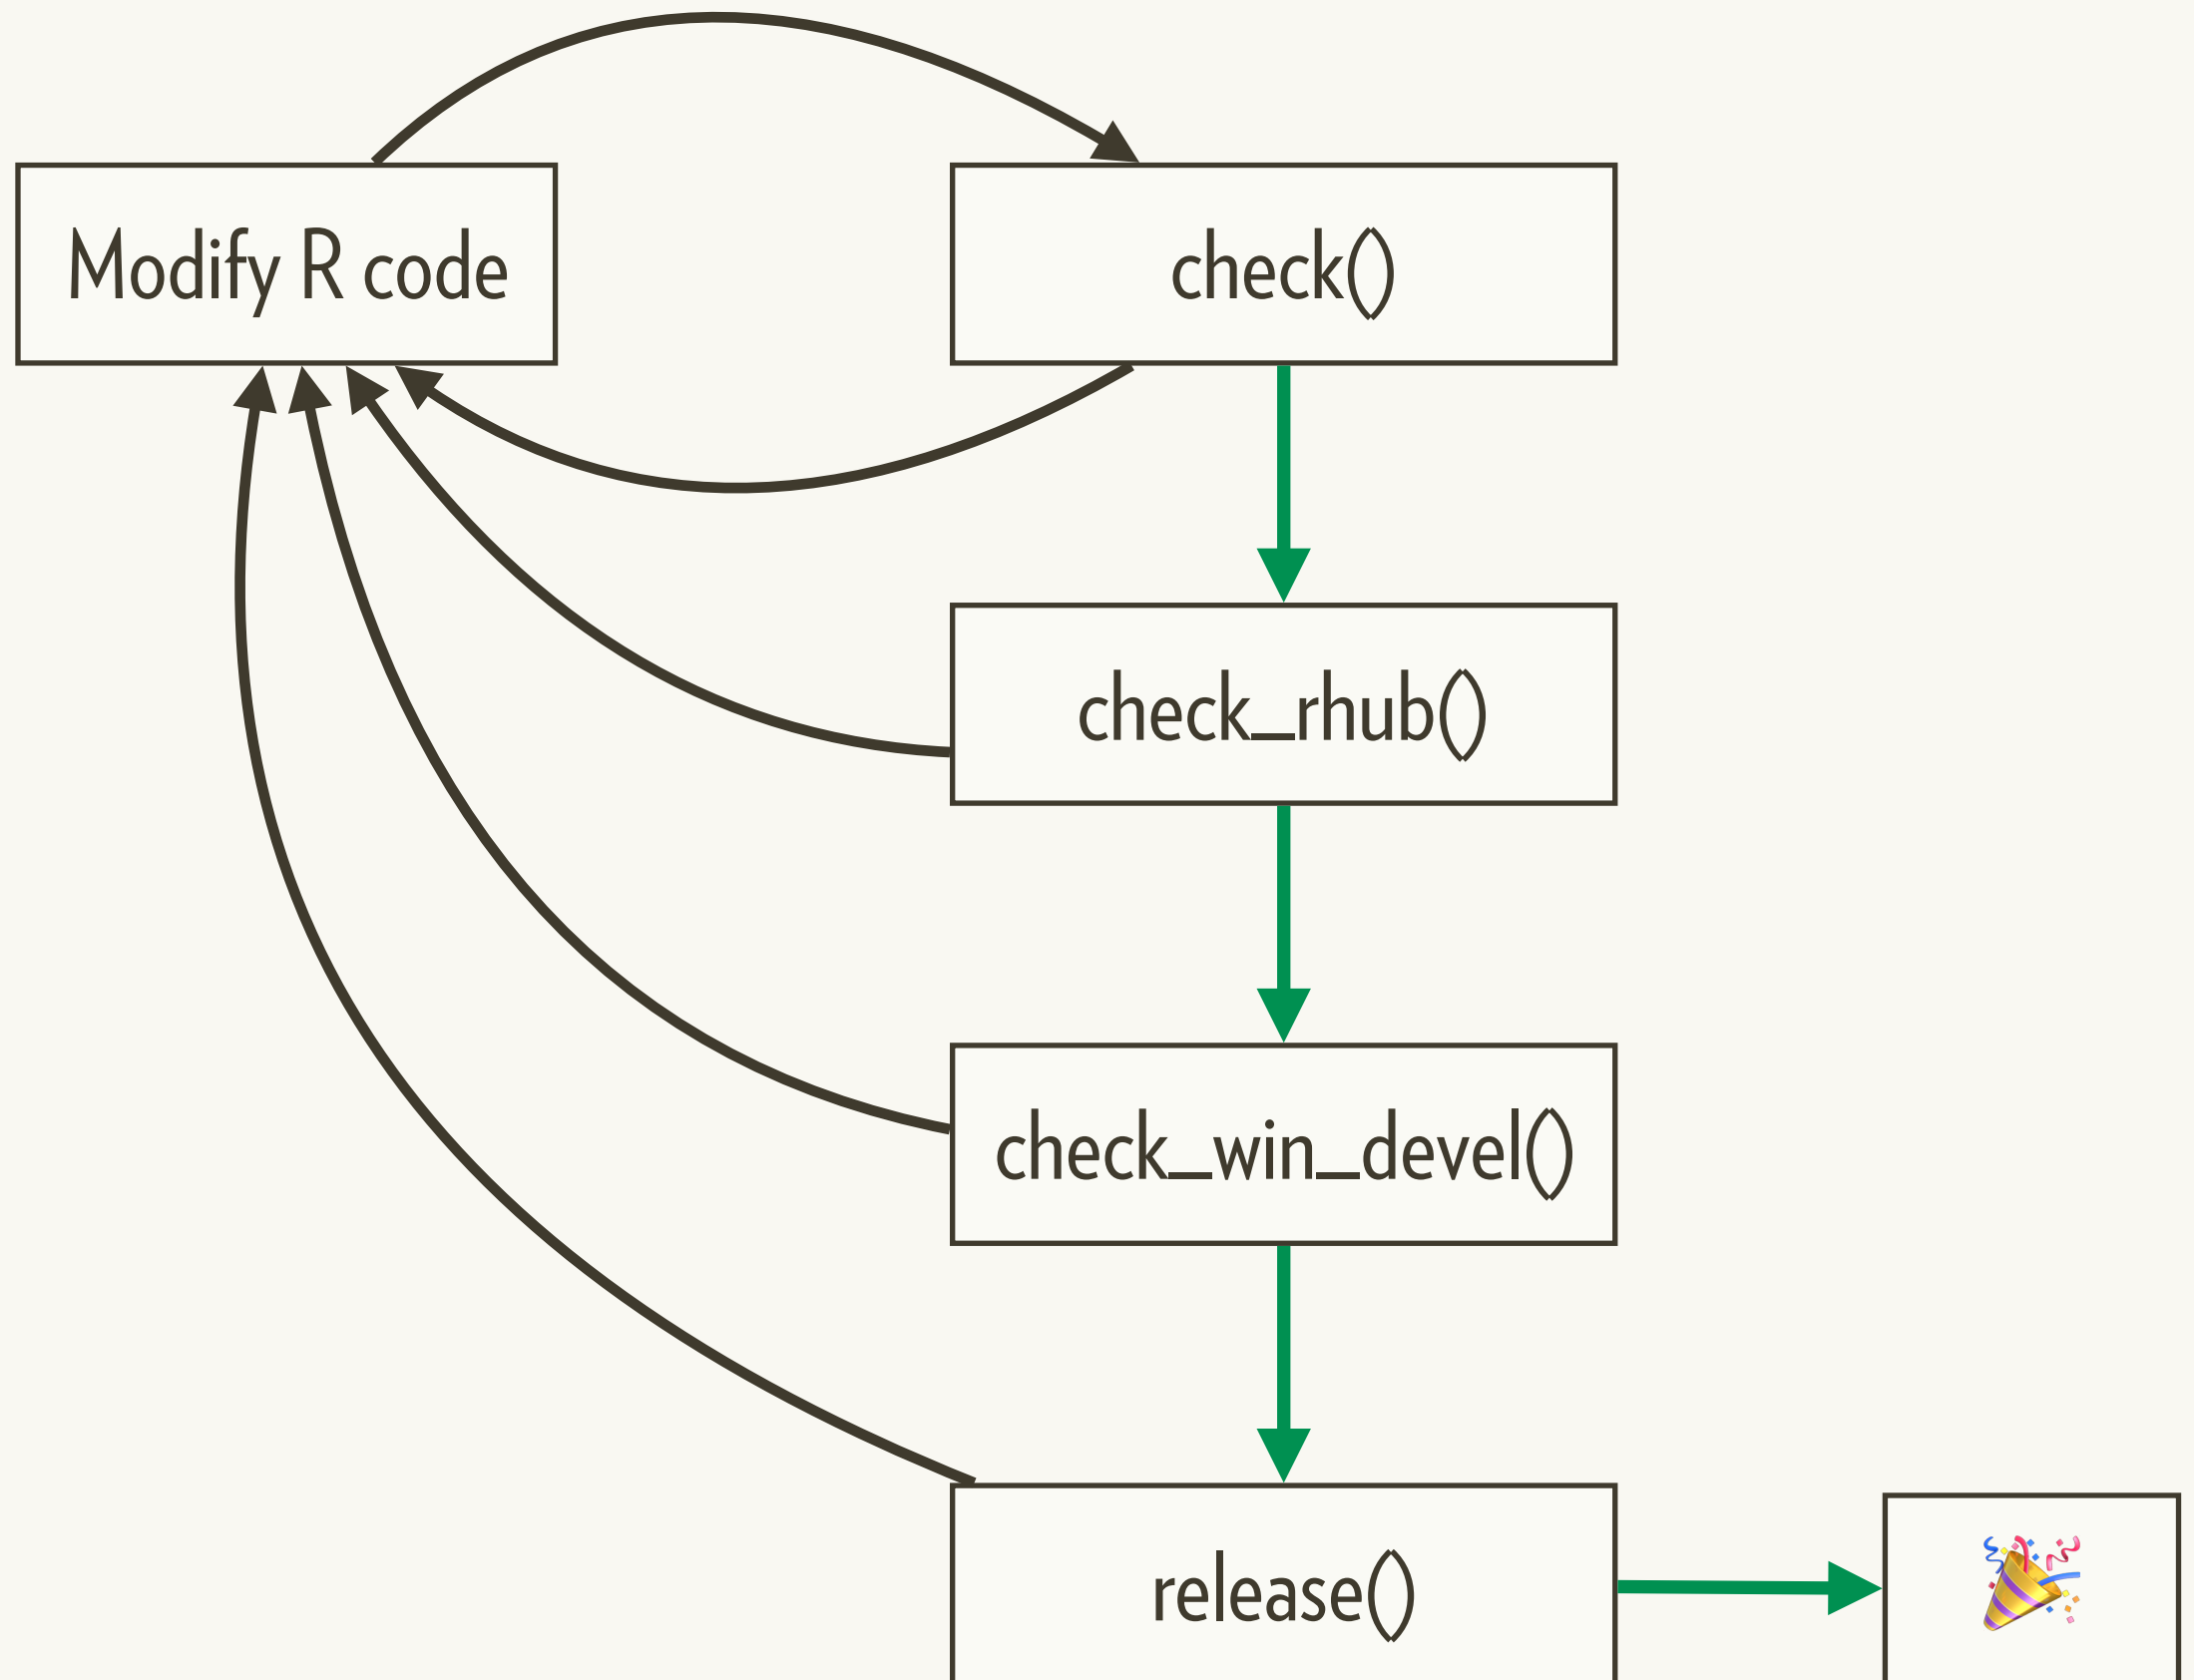 Modify R code
check()
check_rhub()
check_win_devel()
release()